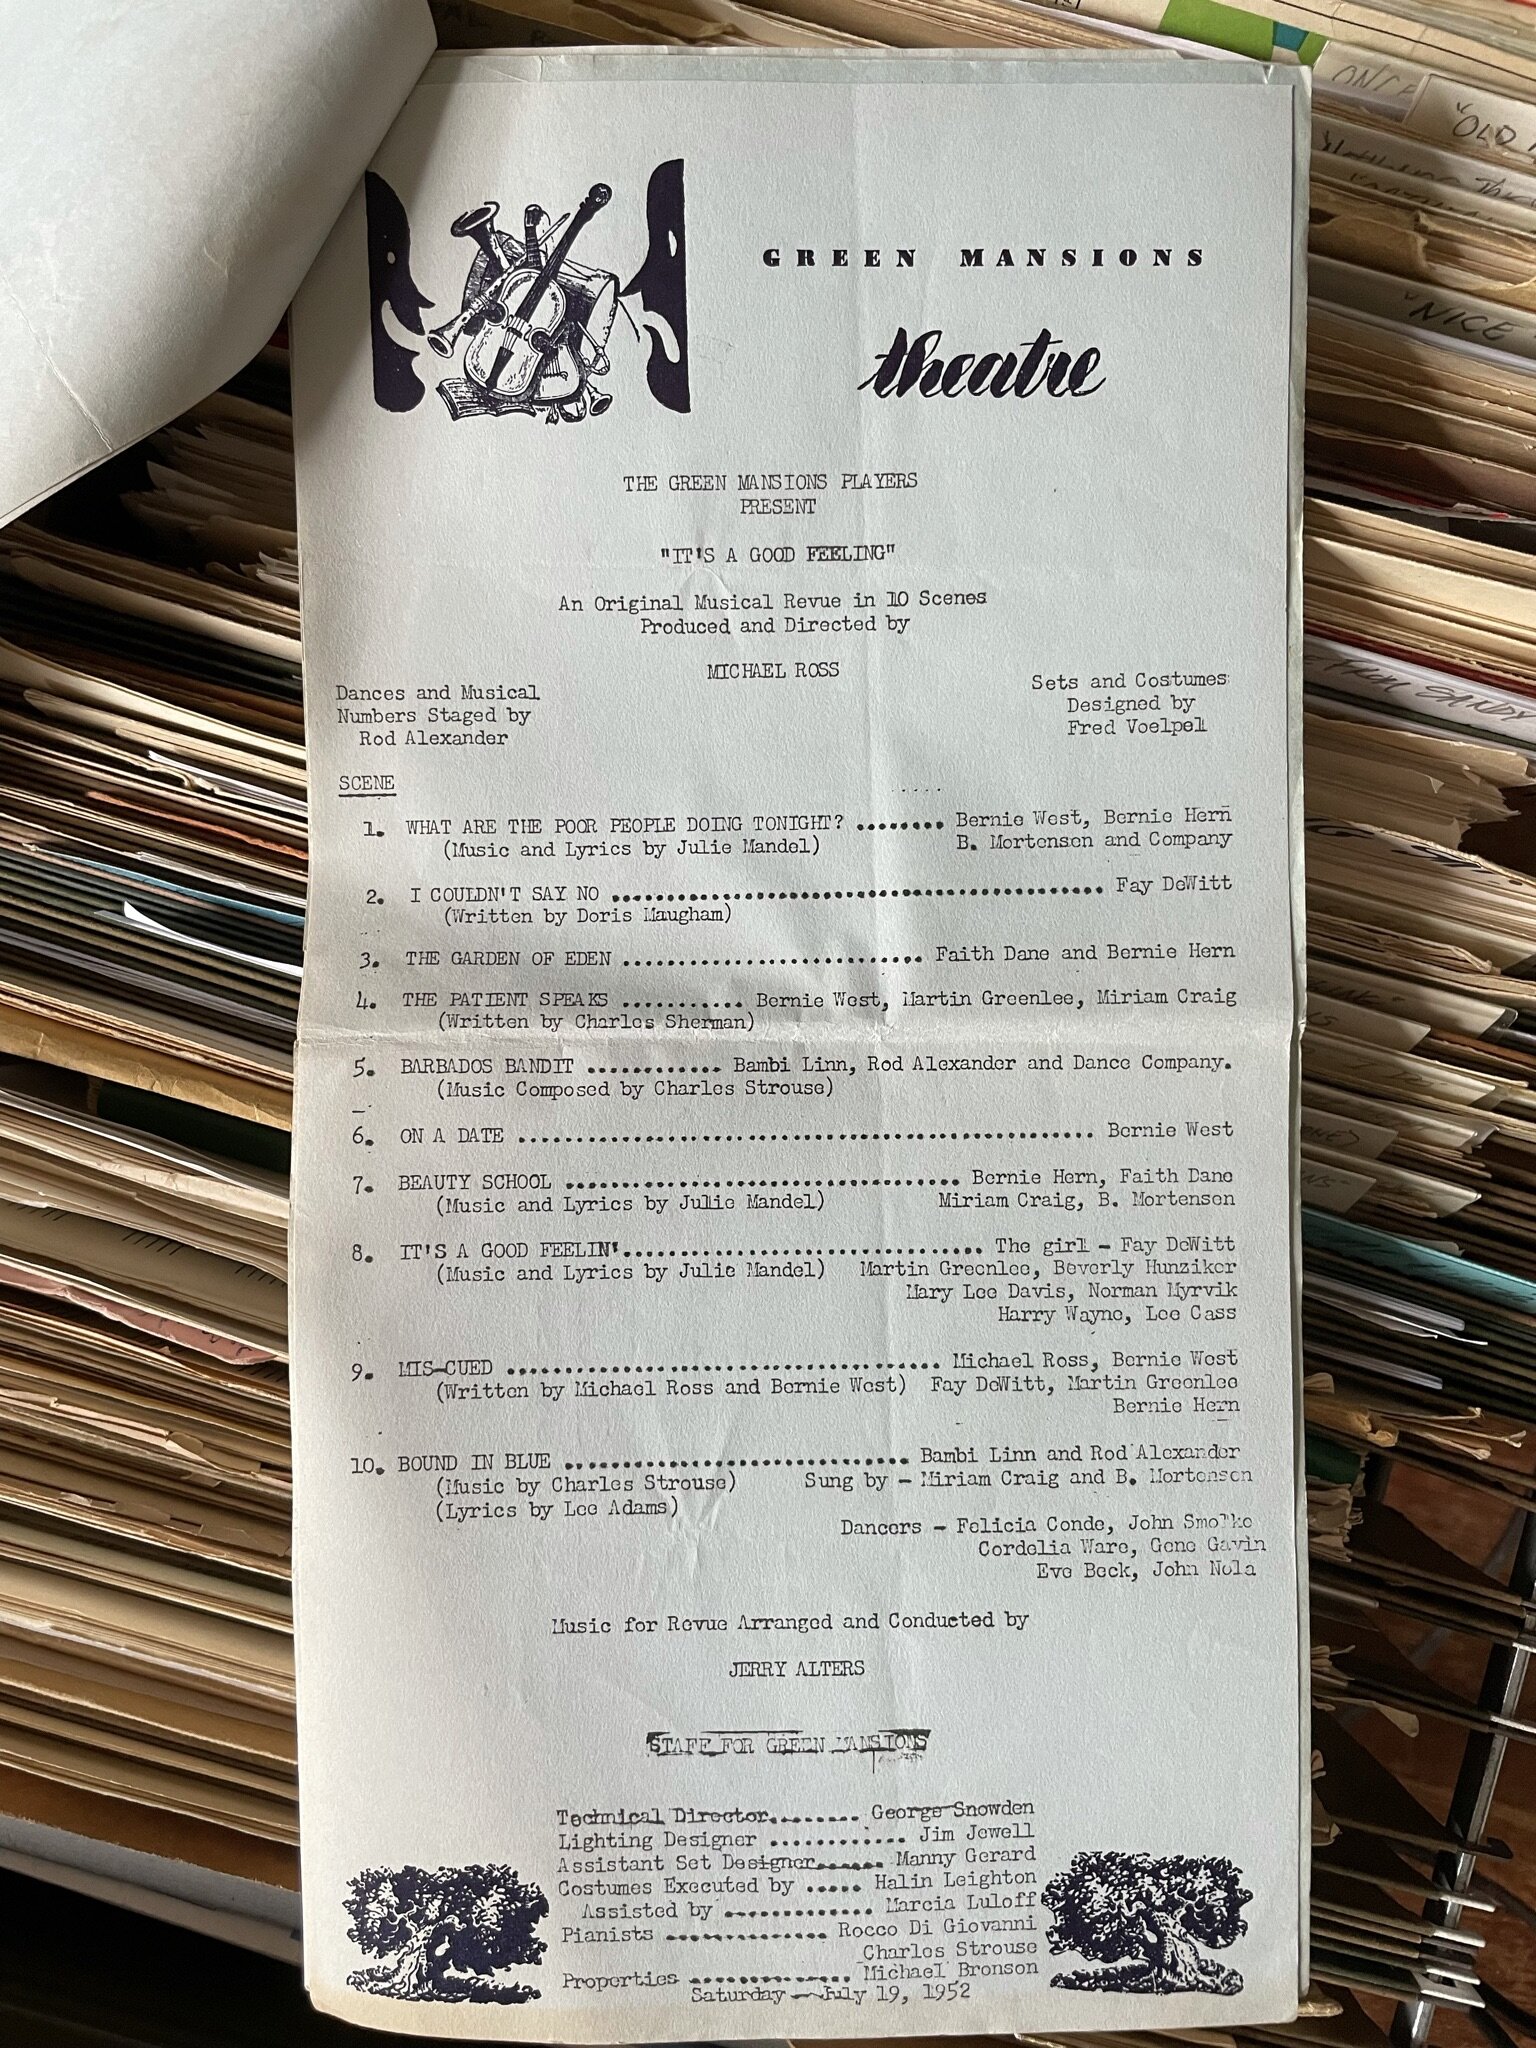 GREEN MANSIONS
theatre
THE GREEN MANSIONS PLAYERS
PRESENT
"IT'S A GOOD FEELING"
An Original Musical Revue in 10 Scenes
Produced and Directed by
MICHAEL ROSS
Dances and Musical
Numbers Staged by
Rod Alexander
Sets and Costumes
Designed by
Fred Voelpel
SCENE
1. WHAT ARE THE POOR PEOPLE DOING TONIGHT? ........ Bernie West, Bernie Hern
(Music and Lyrics by Julie Mandel) B. Mortenson and Company
2. I COULDN'T SAY NO ........................................ Fay DeWitt
(Written by Doris Maugham)
3. THE GARDEN OF EDEN .......................... Faith Dane and Bernie Hern
4. THE PATIENT SPEAKS ........... Bernie West, Martin Greenlee, Miriam Craig
(Written by Charles Sherman)
5. BARBADOS BANDIT ............ Bambi Linn, Rod Alexander and Dance Company.
(Music Composed by Charles Strouse)
6. ON A DATE .................................................. Bernie West
7. BEAUTY SCHOOL .................................. Bernie Hern, Faith Dane
(Music and Lyrics by Julie Mandel) Miriam Craig, B. Mortenson
8. IT'S A GOOD FEELIN'............................... The girl - Fay DeWitt
(Music and Lyrics by Julie Mandel) Martin Greenlee, Beverly Hunziker
Mary Lee Davis, Norman Myrvik
Harry Wayne, Lee Cass
9. MIS-CUED ..................................... Michael Ross, Bernie West
(Written by Michael Ross and Bernie West) Fay DeWitt, Martin Greenlee
Bernie Hern
10. BOUND IN BLUE .............................. Bambi Linn and Rod Alexander
(Music by Charles Strouse) Sung by - Miriam Craig and B. Mortenson
(Lyrics by Lee Adams)
Dancers - Felicia Conde, John Smolko
Cordelia Ware, Gene Gavin
Eve Beck, John Nola
Music for Revue Arranged and Conducted by
JERRY ALTERS
STAFF FOR GREEN MANSIONS
Technical Director........ George Snowden
Lighting Designer ............ Jim Jewell
Assistant Set Designer...... Manny Gerard
Costumes Executed by ..... Halin Leighton
Assisted by ............. Marcia Luloff
Pianists .............. Rocco Di Giovanni
Charles Strouse
Properties .............. Michael Bronson
Saturday - July 19, 1952
"OLD
"NICE
FROM SANDY